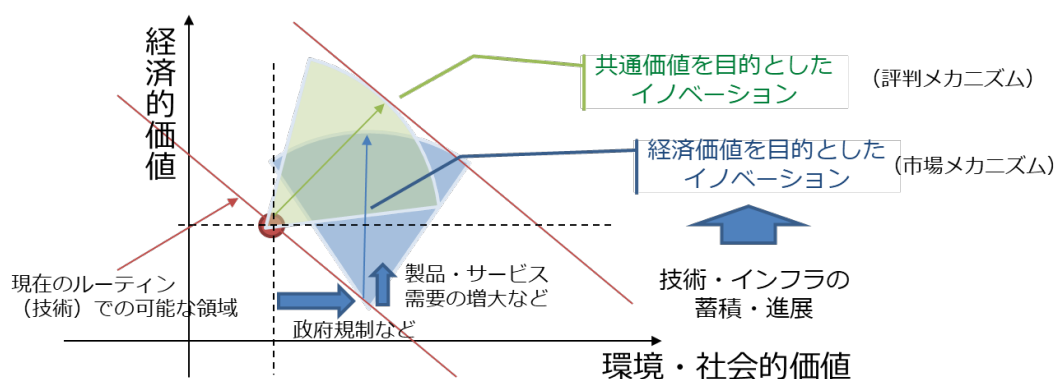 経済的価値
共通価値を目的とした
イノベーション
（評判メカニズム）
経済価値を目的とした
イノベーション
（市場メカニズム）
現在のルーティン
（技術）での可能な領域
製品・サービス
需要の増大など
政府規制など
技術・インフラの
蓄積・進展
環境・社会的価値